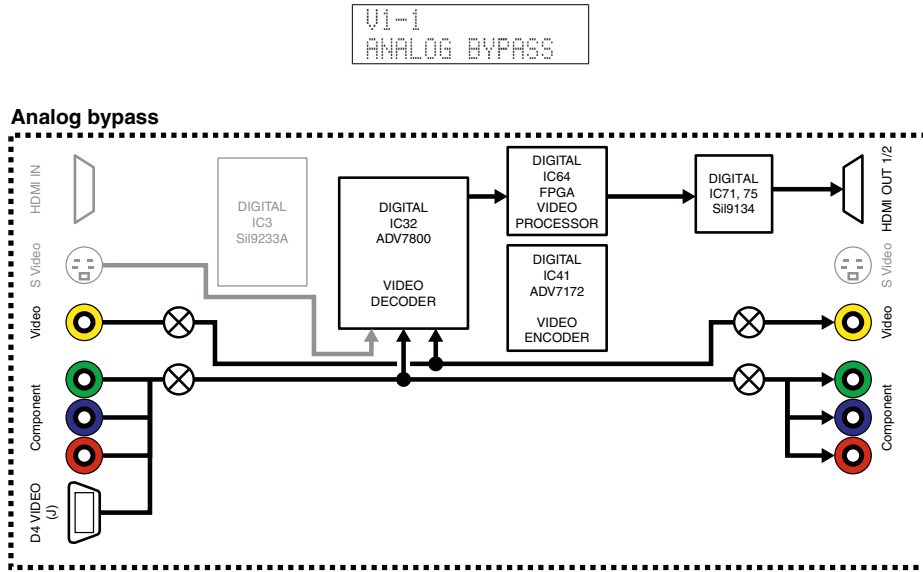 V1-1
ANALOG BYPASS
Analog bypass
HDMI IN
S Video
Video
Component
D4 VIDEO
(J)
DIGITAL
IC3
Sil9233A
DIGITAL
IC32
ADV7800
VIDEO
DECODER
DIGITAL
IC64
FPGA
VIDEO
PROCESSOR
DIGITAL
IC41
ADV7172
VIDEO
ENCODER
DIGITAL
IC71, 75
Sil9134
HDMI OUT 1/2
S Video
Video
Component